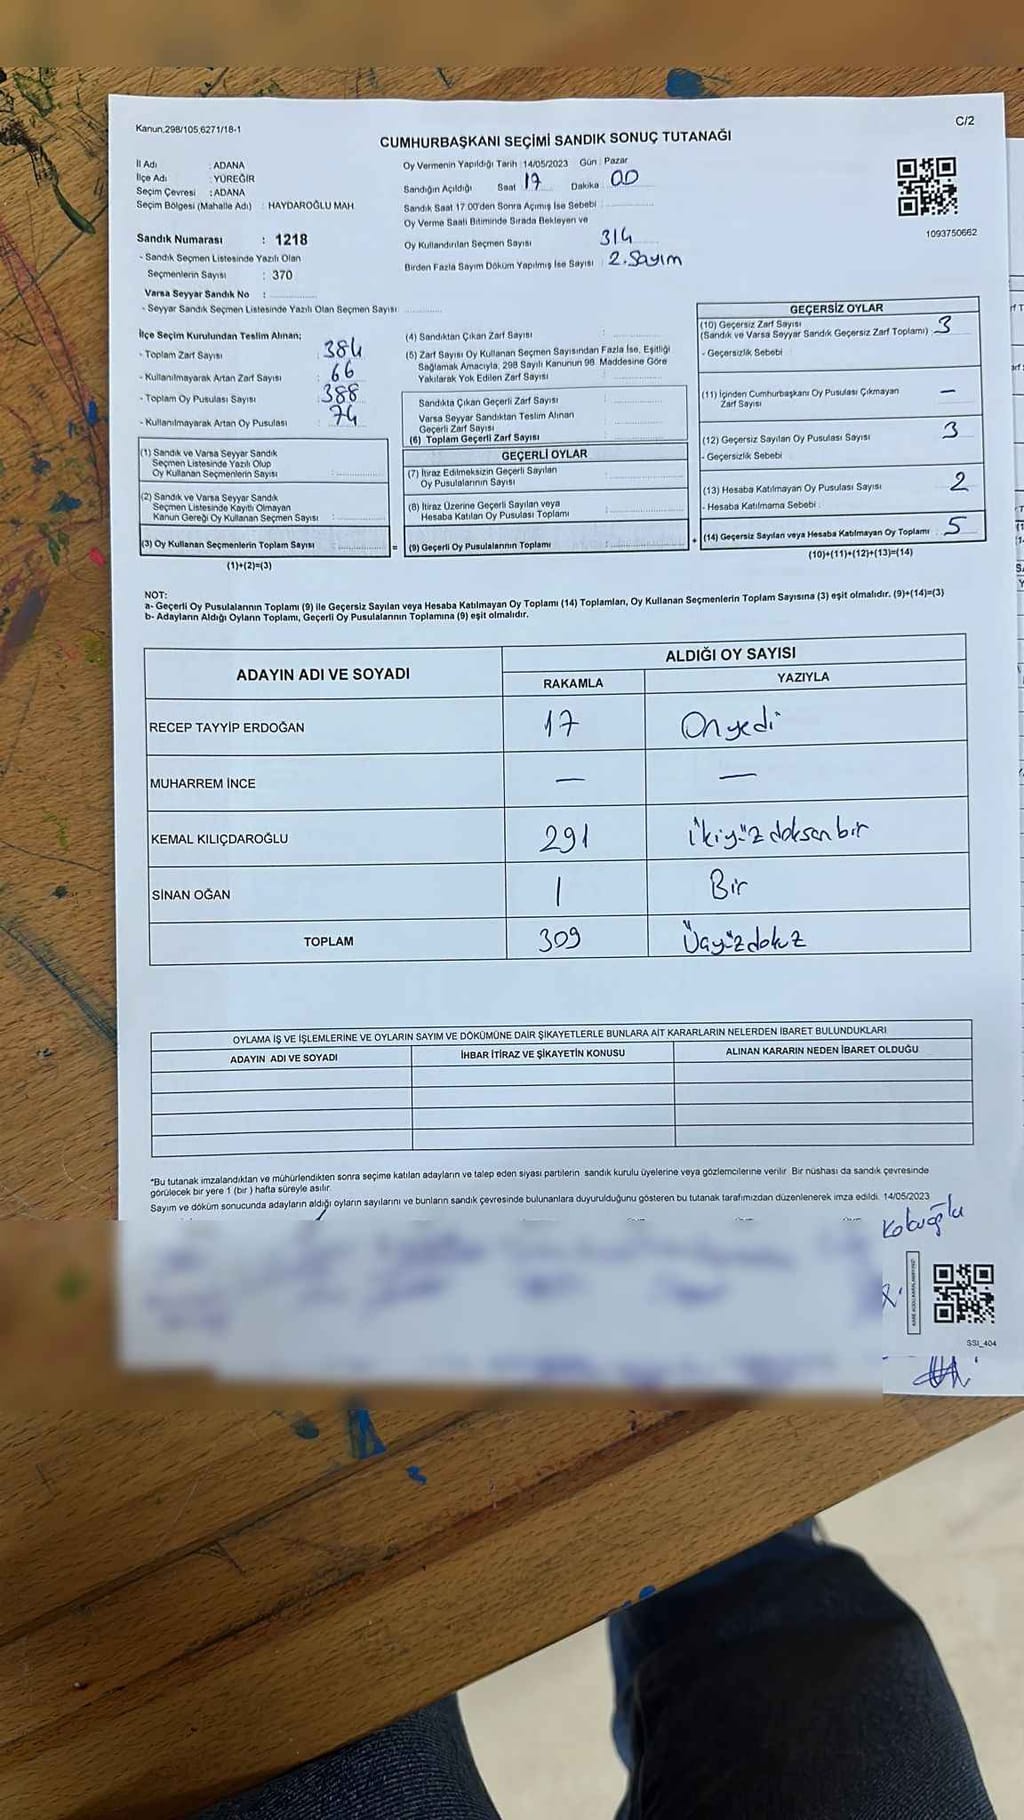 Kanun.298/105,6271/18-1
C/2
CUMHURBAŞKANI SEÇİMİ SANDIK SONUÇ TUTANAĞI
İl Adı : ADANA
İlçe Adı : YÜREĞİR
Seçim Çevresi : ADANA
Seçim Bölgesi (Mahalle Adı) : HAYDAROĞLU MAH.
Sandık Numarası : 1218
- Sandık Seçmen Listesinde Yazılı Olan
Seçmenlerin Sayısı : 370
Varsa Seyyar Sandık No :
- Seyyar Sandık Seçmen Listesinde Yazılı Olan Seçmen Sayısı
Oy Vermenin Yapıldığı Tarih : 14/05/2023 Gün : Pazar
Sandığın Açıldığı Saat 17 Dakika 00
Sandık Saat 17.00'den Sonra Açımış İse Sebebi :
Oy Verme Saati Bitiminde Sırada Bekleyen ve
Oy Kullandırılan Seçmen Sayısı 314
Birden Fazla Sayım Döküm Yapılmış İse Sayısı : 2.Sayım
1093750662
İlçe Seçim Kurulundan Teslim Alınan;
- Toplam Zarf Sayısı : 384
- Kullanılmayarak Artan Zarf Sayısı : 66
- Toplam Oy Pusulası Sayısı : 388
- Kullanılmayarak Artan Oy Pusulası : 74
(1) Sandık ve Varsa Seyyar Sandık
Seçmen Listesinde Yazılı Olup
Oy Kullanan Seçmenlerin Sayısı :
(2) Sandık ve Varsa Seyyar Sandık
Seçmen Listesinde Kayıtlı Olmayan
Kanun Gereği Oy Kullanan Seçmen Sayısı :
(3) Oy Kullanan Seçmenlerin Toplam Sayısı :
(1)+(2)=(3)
(4) Sandıktan Çıkan Zarf Sayısı :
(5) Zarf Sayısı Oy Kullanan Seçmen Sayısından Fazla İse, Eşitliği
Sağlamak Amacıyla, 298 Sayılı Kanunun 98. Maddesine Göre
Yakılarak Yok Edilen Zarf Sayısı :
Sandıkta Çıkan Geçerli Zarf Sayısı :
Varsa Seyyar Sandıktan Teslim Alınan
Geçerli Zarf Sayısı :
(6) Toplam Geçerli Zarf Sayısı :
GEÇERLİ OYLAR
(7) İtiraz Edilmeksizin Geçerli Sayılan
Oy Pusulalarının Sayısı :
(8) İtiraz Üzerine Geçerli Sayılan veya
Hesaba Katılan Oy Pusulası Toplamı :
= (9) Geçerli Oy Pusulalarının Toplamı :
GEÇERSİZ OYLAR
(10) Geçersiz Zarf Sayısı
(Sandık ve Varsa Seyyar Sandık Geçersiz Zarf Toplamı) : 3
- Geçersizlik Sebebi
(11) İçinden Cumhurbaşkanı Oy Pusulası Çıkmayan
Zarf Sayısı —
(12) Geçersiz Sayılan Oy Pusulası Sayısı 3
- Geçersizlik Sebebi
(13) Hesaba Katılmayan Oy Pusulası Sayısı 2
- Hesaba Katılmama Sebebi :
+ (14) Geçersiz Sayılan veya Hesaba Katılmayan Oy Toplamı : 5
(10)+(11)+(12)+(13)=(14)
NOT:
a- Geçerli Oy Pusulalarının Toplamı (9) ile Geçersiz Sayılan veya Hesaba Katılmayan Oy Toplamı (14) Toplamları, Oy Kullanan Seçmenlerin Toplam Sayısına (3) eşit olmalıdır. (9)+(14)=(3)
b- Adayların Aldığı Oyların Toplamı, Geçerli Oy Pusulalarının Toplamına (9) eşit olmalıdır.
ADAYIN ADI VE SOYADI
ALDIĞI OY SAYISI
RAKAMLA YAZIYLA
RECEP TAYYİP ERDOĞAN 17 Onyedi
MUHARREM İNCE — —
KEMAL KILIÇDAROĞLU 291 ikiyüzdoksanbir
SİNAN OĞAN 1 Bir
TOPLAM 309 Üçyüzdokuz
OYLAMA İŞ VE İŞLEMLERİNE VE OYLARIN SAYIM VE DÖKÜMÜNE DAİR ŞİKAYETLERLE BUNLARA AİT KARARLARIN NELERDEN İBARET BULUNDUKLARI
ADAYIN ADI VE SOYADI İHBAR İTİRAZ VE ŞİKAYETİN KONUSU ALINAN KARARIN NEDEN İBARET OLDUĞU
*Bu tutanak imzalandıktan ve mühürlendikten sonra seçime katılan adayların ve talep eden siyasi partilerin sandık kurulu üyelerine veya gözlemcilerine verilir. Bir nüshası da sandık çevresinde
görülecek bir yere 1 (bir) hafta süreyle asılır.
Sayım ve döküm sonucunda adayların aldığı oyların sayılarını ve bunların sandık çevresinde bulunanlara duyurulduğunu gösteren bu tutanak tarafımızdan düzenlenerek imza edildi. 14/05/2023
SSI_404